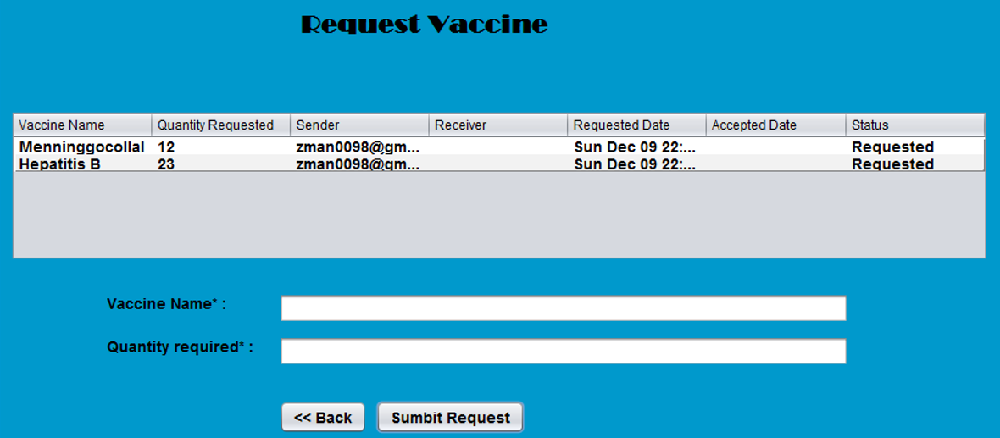 Request Vaccine
Vaccine Name Quantity Requested Sender Receiver Requested Date Accepted Date Status
Menninggocollal 12 zman0098@gm... Sun Dec 09 22:... Requested
Hepatitis B 23 zman0098@gm... Sun Dec 09 22:... Requested
Vaccine Name* :
Quantity required* :
<< Back Sumbit Request